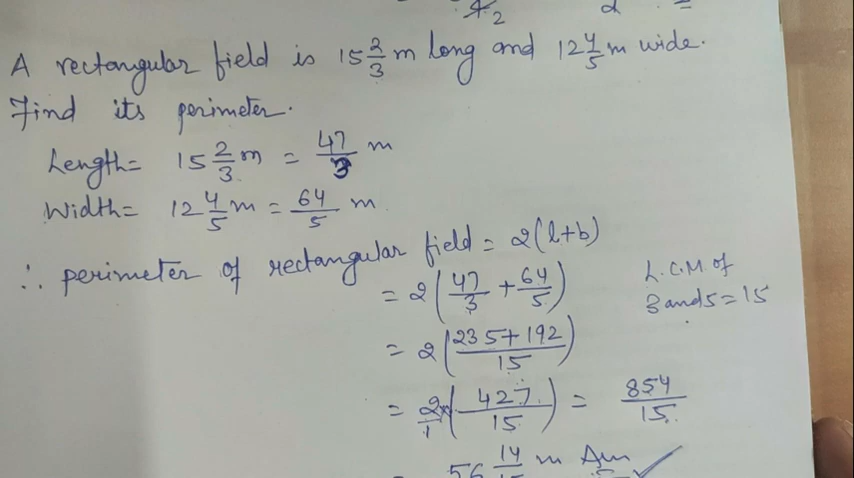 A rectangular field is 15 2/3 m long and 12 4/5 m wide.
Find its perimeter.
Length = 15 2/3 m = 47/3 m
Width = 12 4/5 m = 64/5 m
∴ perimeter of rectangular field = 2(l+b)
= 2(47/3 + 64/5)
L.C.M. of
3 and 5 = 15
= 2(235+192/15)
= 2/1 × (427/15) = 854/15
56 14/ m Ans